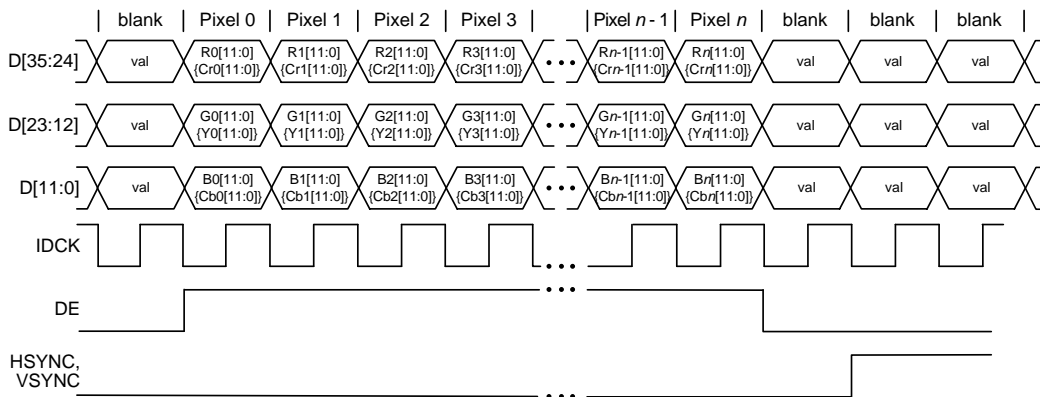 blank Pixel 0 Pixel 1 Pixel 2 Pixel 3 Pixel n - 1 Pixel n blank blank blank
D[35:24] val R0[11:0] R1[11:0] R2[11:0] R3[11:0] ••• Rn-1[11:0] Rn[11:0] val val val
{Cr0[11:0]} {Cr1[11:0]} {Cr2[11:0]} {Cr3[11:0]} {Crn-1[11:0]} {Crn[11:0]}
D[23:12] val G0[11:0] G1[11:0] G2[11:0] G3[11:0] ••• Gn-1[11:0] Gn[11:0] val val val
{Y0[11:0]} {Y1[11:0]} {Y2[11:0]} {Y3[11:0]} {Yn-1[11:0]} {Yn[11:0]}
D[11:0] val B0[11:0] B1[11:0] B2[11:0] B3[11:0] ••• Bn-1[11:0] Bn[11:0] val val val
{Cb0[11:0]} {Cb1[11:0]} {Cb2[11:0]} {Cb3[11:0]} {Cbn-1[11:0]} {Cbn[11:0]}
IDCK •••
DE •••
HSYNC,
VSYNC •••